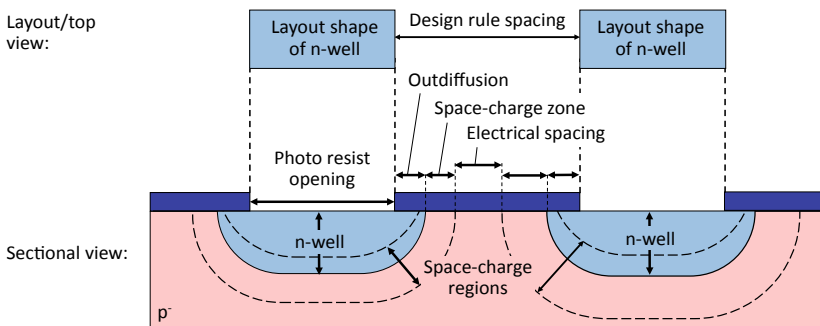 Layout/top
view:
Layout shape
of n-well
Design rule spacing
Layout shape
of n-well
Outdiffusion
Space-charge zone
Electrical spacing
Photo resist
opening
Sectional view:
n-well
Space-charge
regions
n-well
p-